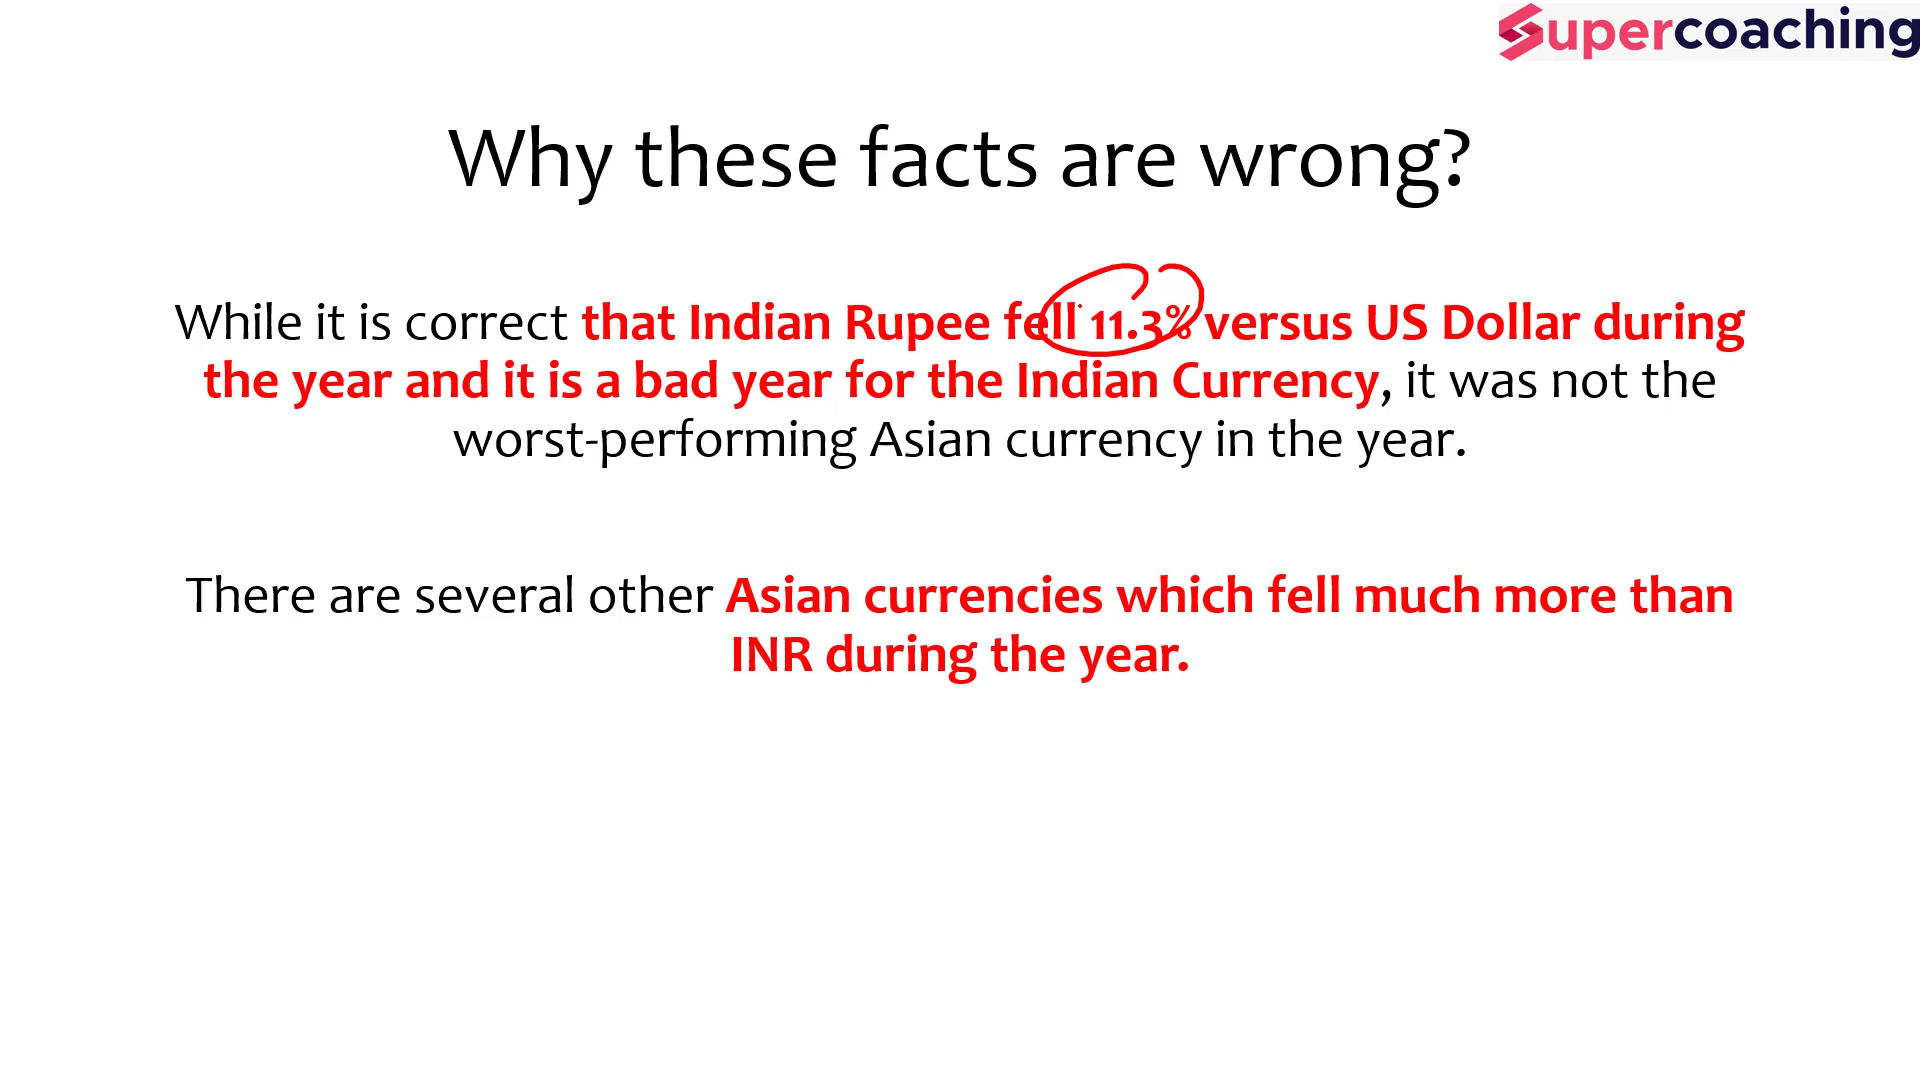 Supercoaching
Why these facts are wrong?
While it is correct that Indian Rupee fell 11.3% versus US Dollar during
the year and it is a bad year for the Indian Currency, it was not the
worst-performing Asian currency in the year.
There are several other Asian currencies which fell much more than
INR during the year.